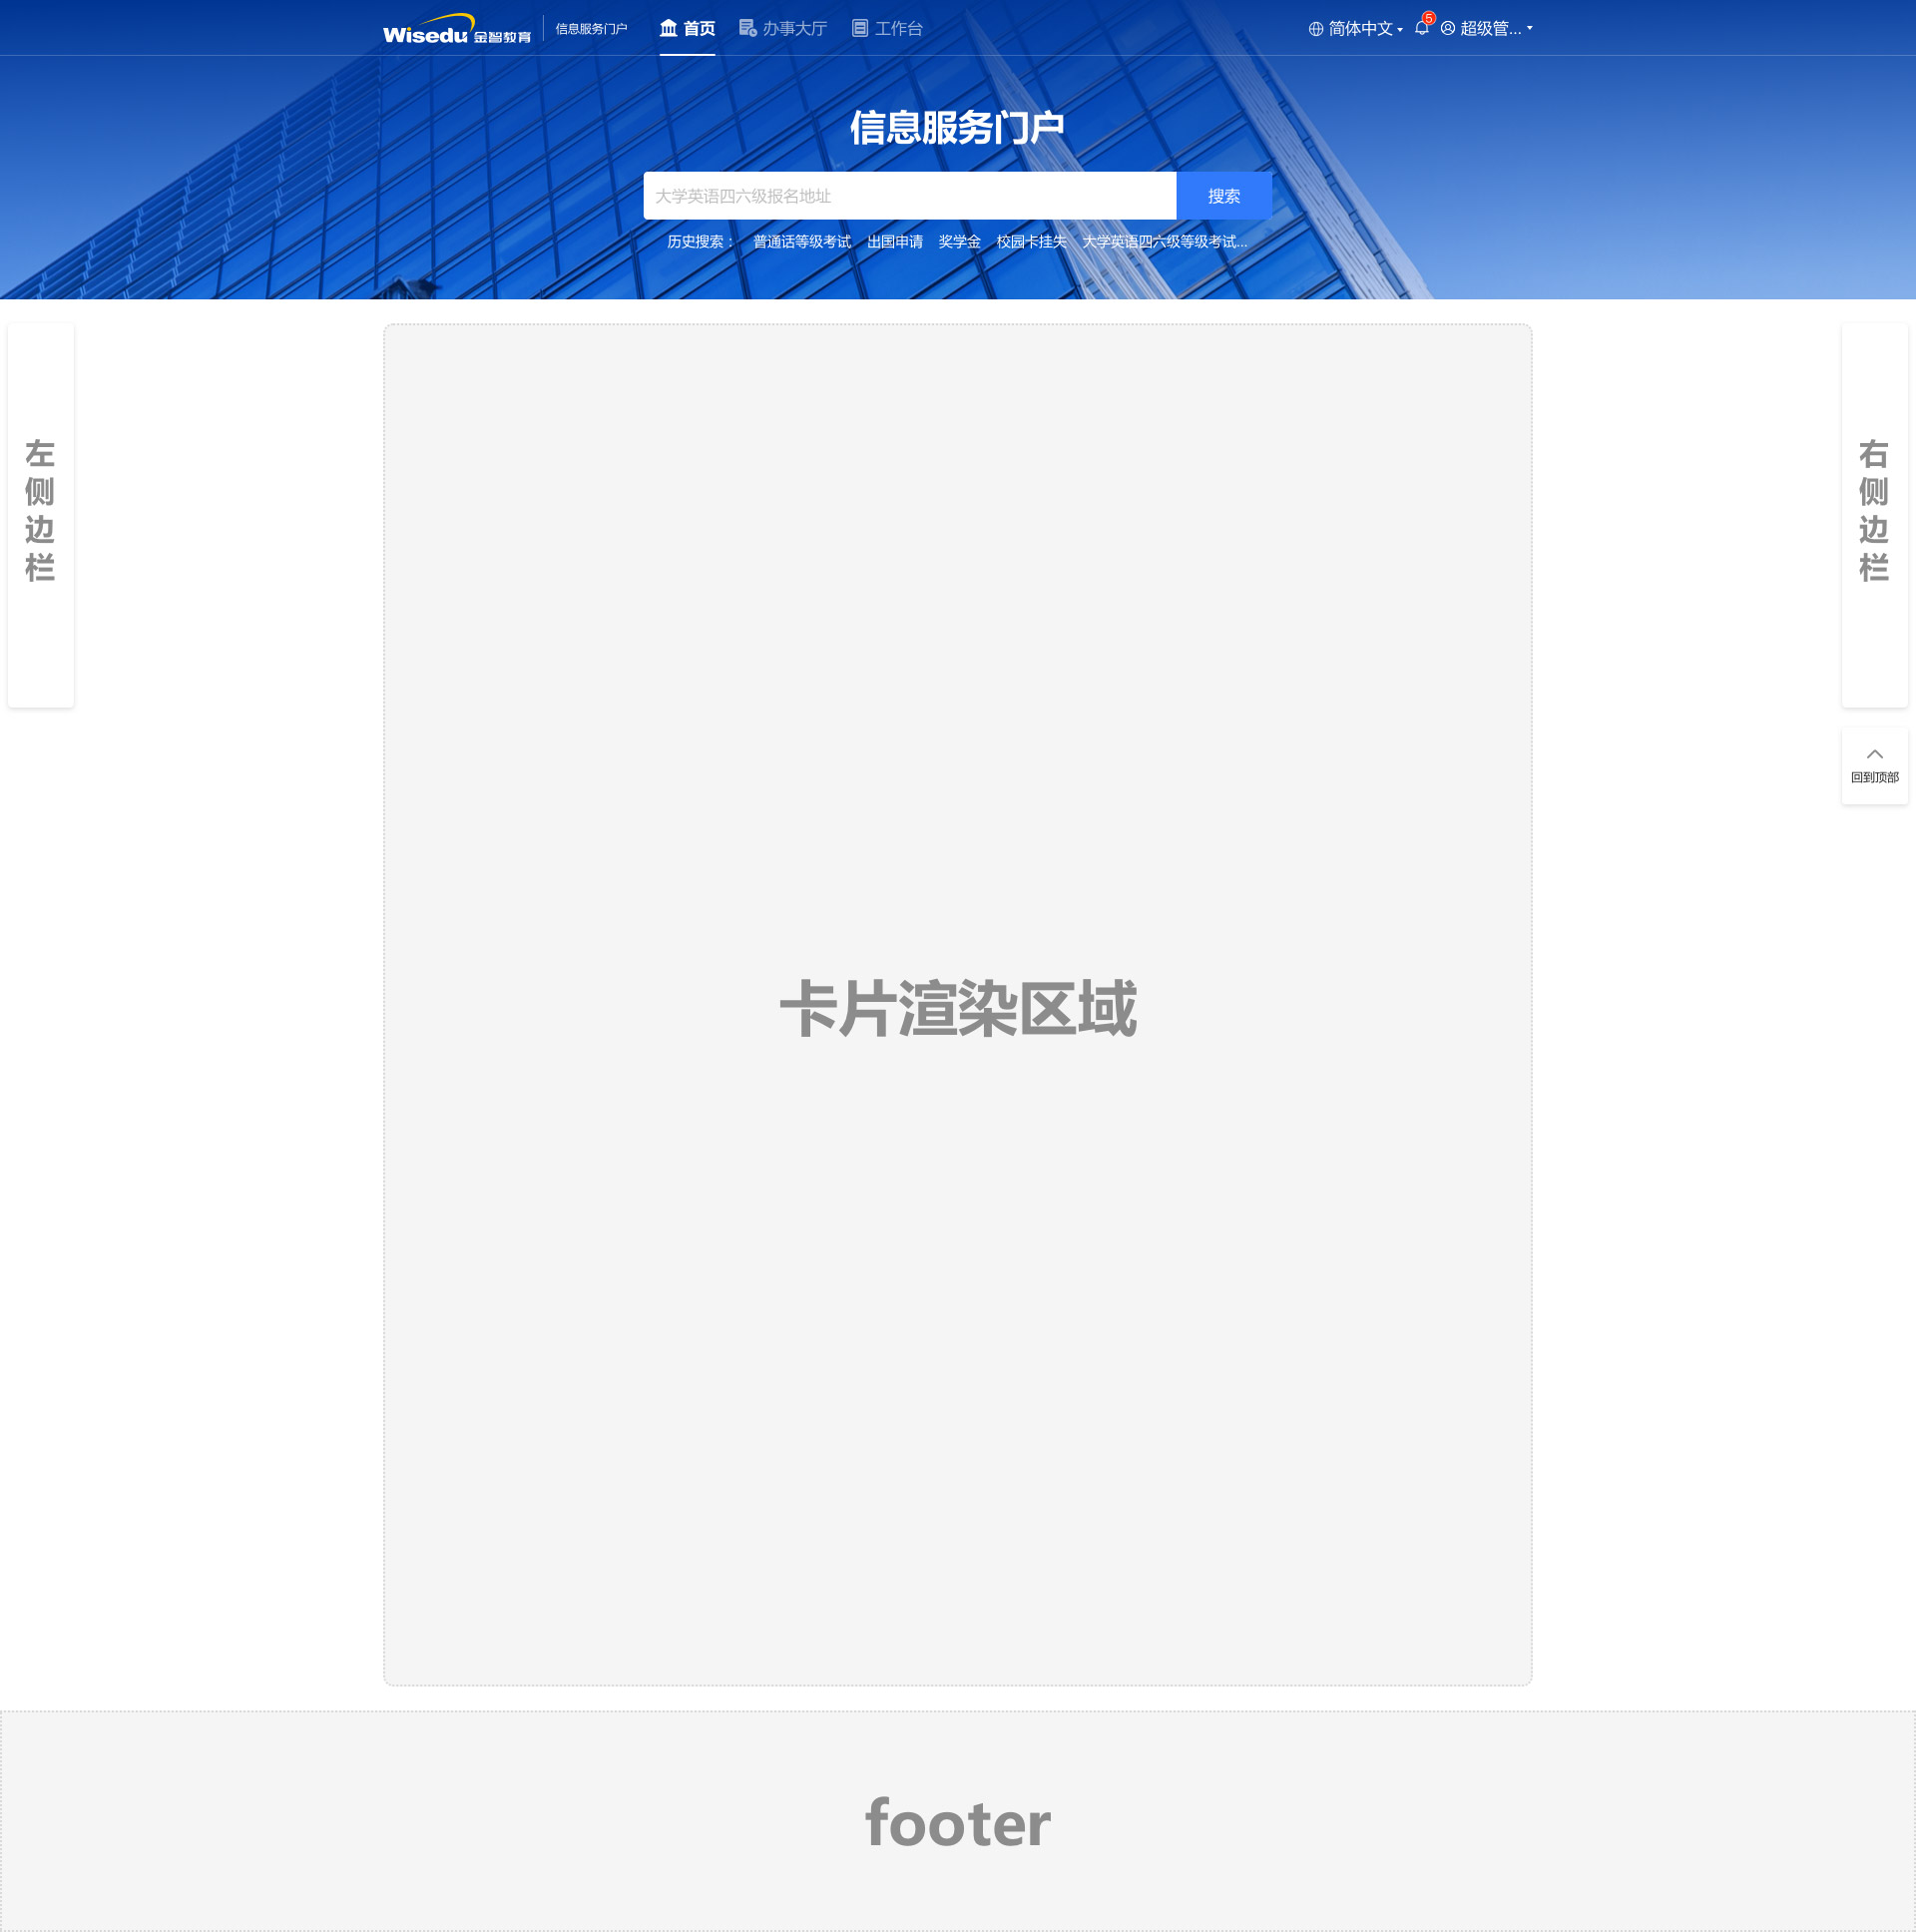 Wisedu 金智教育 信息服务门户 首页 办事大厅 工作台 简体中文 5 超级管...
信息服务门户
大学英语四六级报名地址 搜索
历史搜索： 普通话等级考试 出国申请 奖学金 校园卡挂失 大学英语四六级等级考试...
左侧边栏
右侧边栏
回到顶部
卡片渲染区域
footer